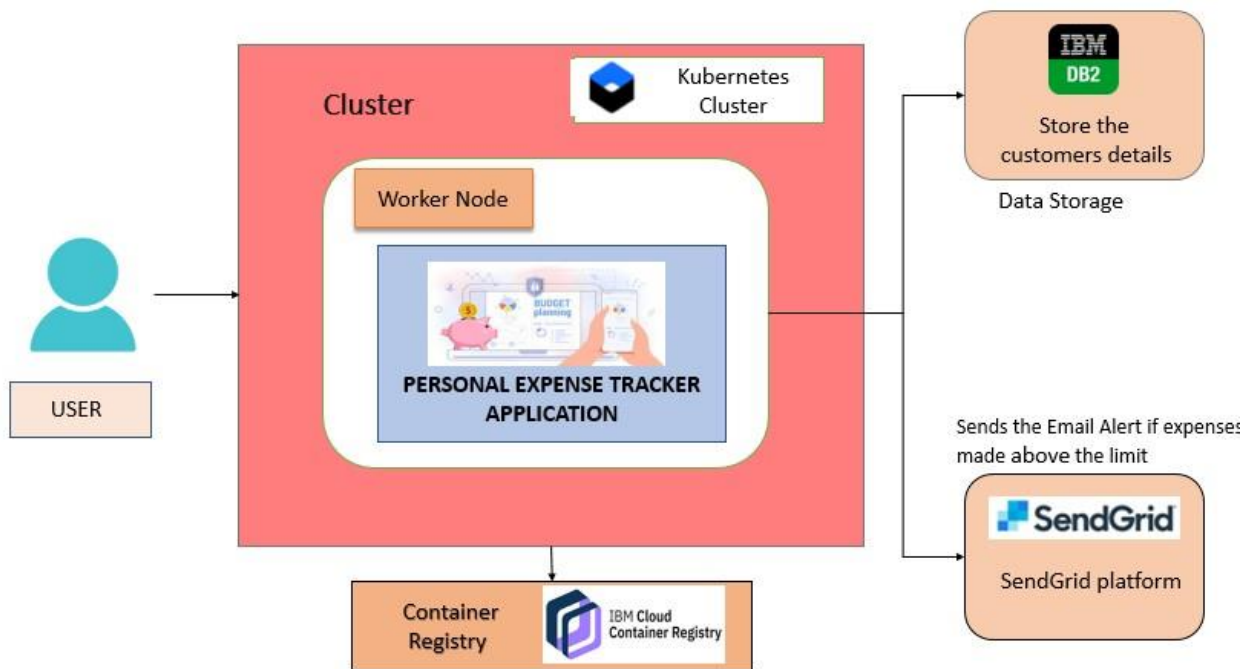 Cluster
Kubernetes
Cluster
Worker Node
BUDGET
planning
PERSONAL EXPENSE TRACKER
APPLICATION
USER
IBM
DB2
Store the
customers details
Data Storage
Sends the Email Alert if expenses
made above the limit
SendGrid
SendGrid platform
Container
Registry
IBM Cloud
Container Registry